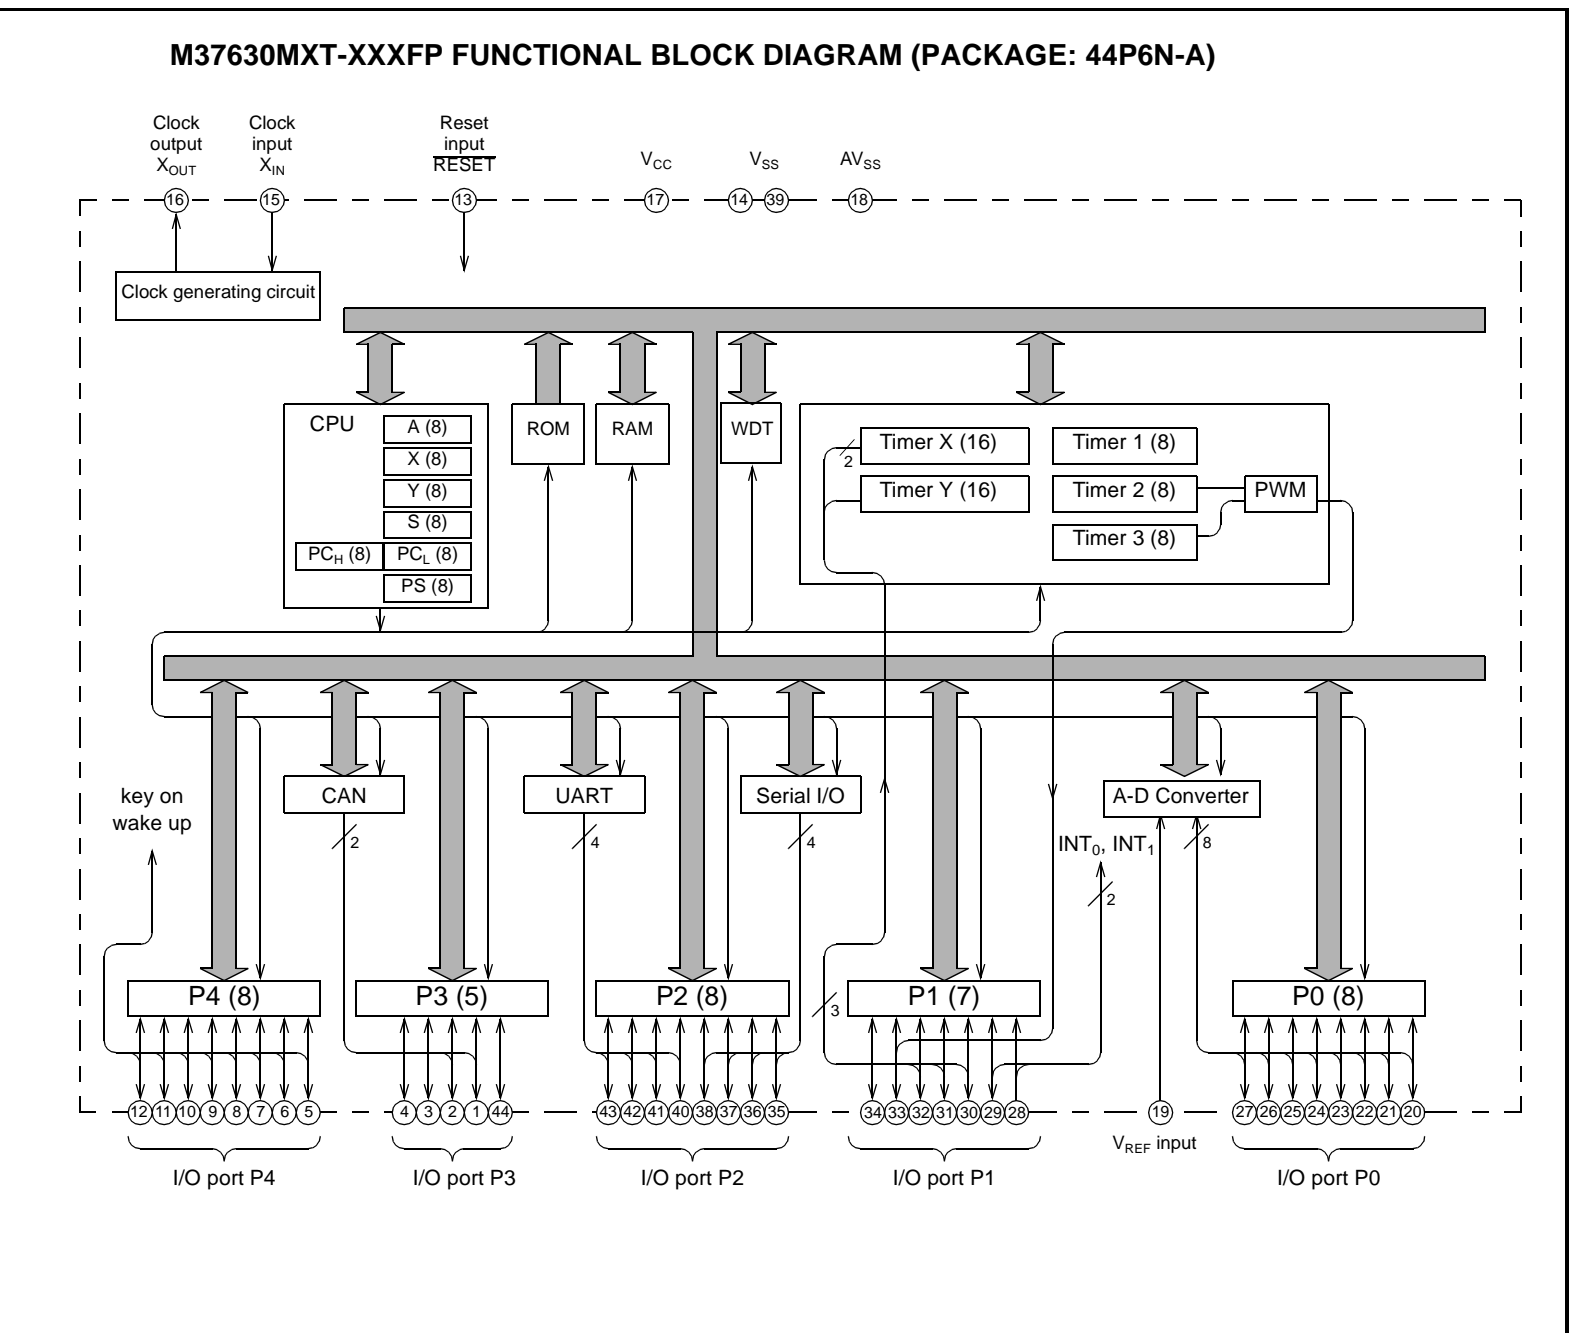 M37630MXT-XXXFP FUNCTIONAL BLOCK DIAGRAM (PACKAGE: 44P6N-A)
Clock
output
XOUT
Clock
input
XIN
Reset
input
RESET
VCC
VSS
AVSS
16
15
13
17
14
39
18
Clock generating circuit
CPU
A (8)
X (8)
Y (8)
S (8)
PCH (8)
PCL (8)
PS (8)
ROM
RAM
WDT
2
Timer X (16)
Timer Y (16)
Timer 1 (8)
Timer 2 (8)
Timer 3 (8)
PWM
key on
wake up
CAN
2
UART
4
Serial I/O
4
INT0, INT1
2
A-D Converter
8
3
P4 (8)
P3 (5)
P2 (8)
P1 (7)
P0 (8)
12 11 10 9 8 7 6 5
4 3 2 1 44
43 42 41 40 38 37 36 35
34 33 32 31 30 29 28
19
27 26 25 24 23 22 21 20
VREF input
I/O port P4
I/O port P3
I/O port P2
I/O port P1
I/O port P0